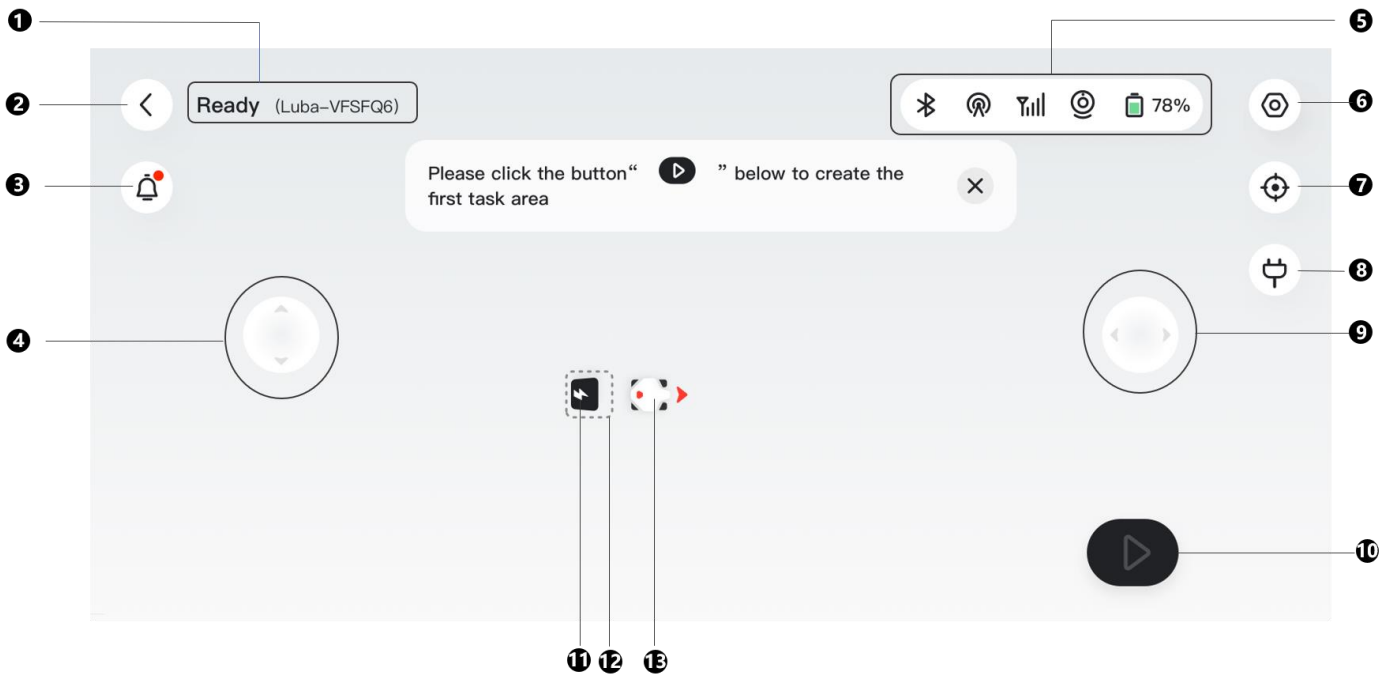 1
5
2
Ready (Luba-VFSFQ6)
78%
6
3
Please click the button“ ” below to create the
first task area
7
8
4
9
10
11 12 13